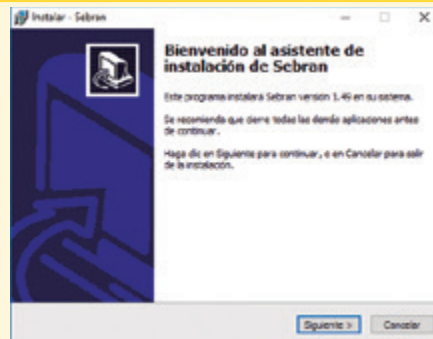 Instalar - Sebran
Bienvenido al asistente de
instalación de Sebran
Este programa instalará Sebran versión 1.49 en su sistema.
Se recomienda que cierre todas las demás aplicaciones antes
de continuar.
Haga clic en Siguiente para continuar, o en Cancelar para salir
de la instalación.
Siguiente >
Cancelar